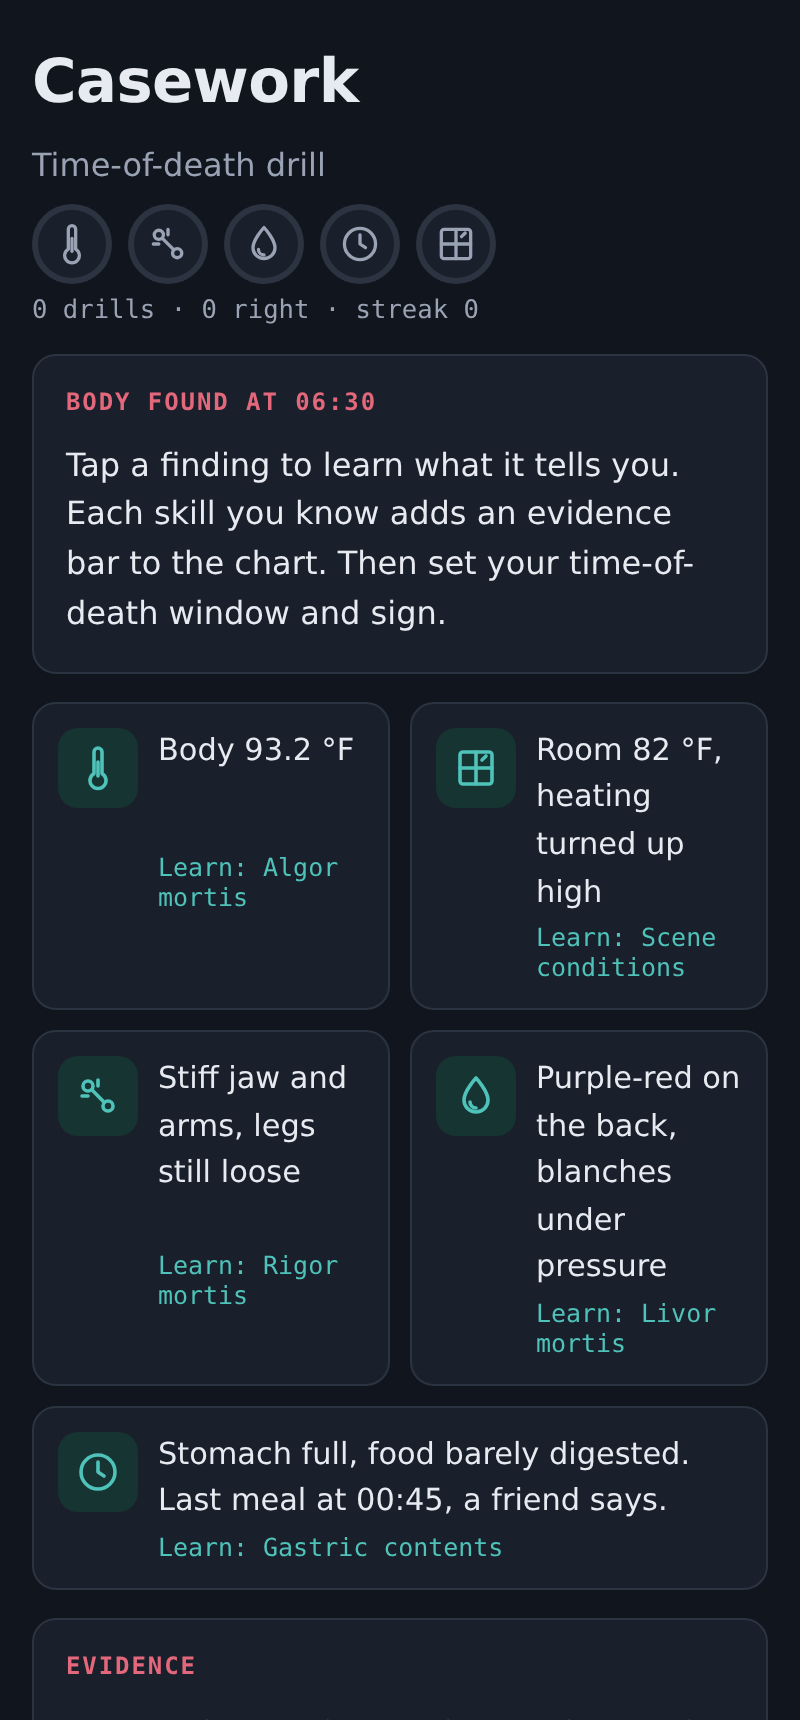 Casework
Time-of-death drill
0 drills · 0 right · streak 0
BODY FOUND AT 06:30
Tap a finding to learn what it tells you.
Each skill you know adds an evidence
bar to the chart. Then set your time-of-
death window and sign.
Body 93.2 °F
Learn: Algor
mortis
Room 82 °F,
heating
turned up
high
Learn: Scene
conditions
Stiff jaw and
arms, legs
still loose
Learn: Rigor
mortis
Purple-red on
the back,
blanches
under
pressure
Learn: Livor
mortis
Stomach full, food barely digested.
Last meal at 00:45, a friend says.
Learn: Gastric contents
EVIDENCE